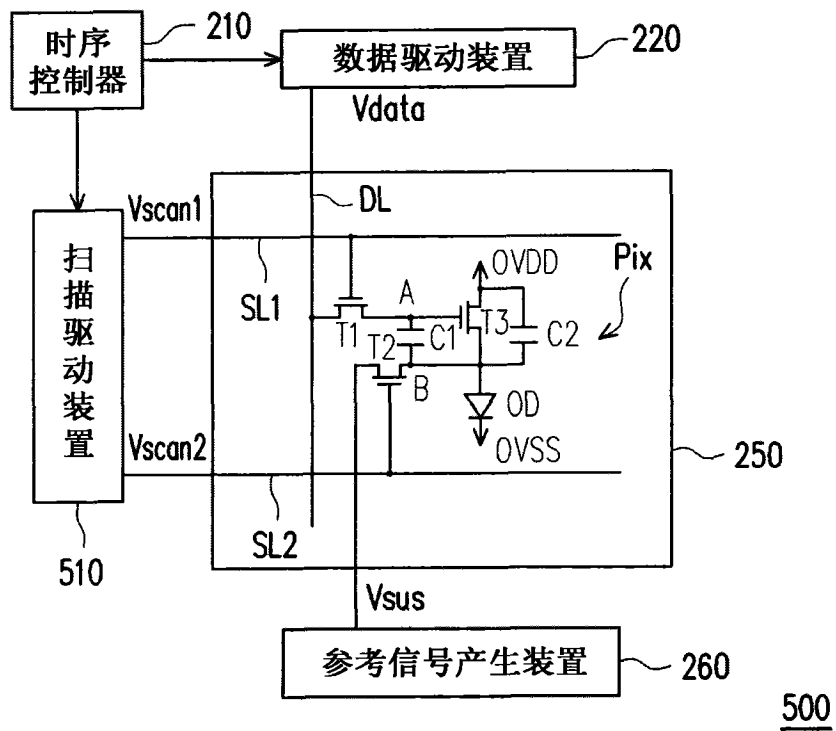 时序
控制器
210
数据驱动装置
220
Vdata
DL
Vscan1
SL1
扫描驱动装置
OVDD
Pix
A
T1
T2
C1
T3
C2
B
OD
OVSS
Vscan2
SL2
250
510
Vsus
参考信号产生装置
260
500